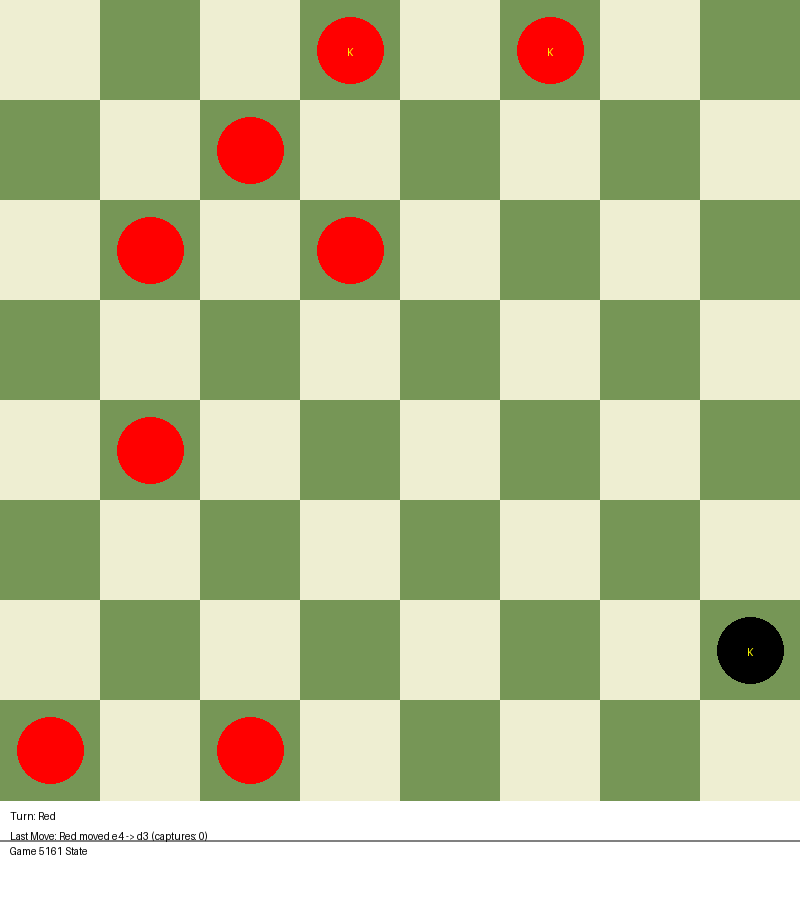 K K
K
Turn: Red
Last Move: Red moved e4 -> d3 (captures: 0)
Game 5161 State